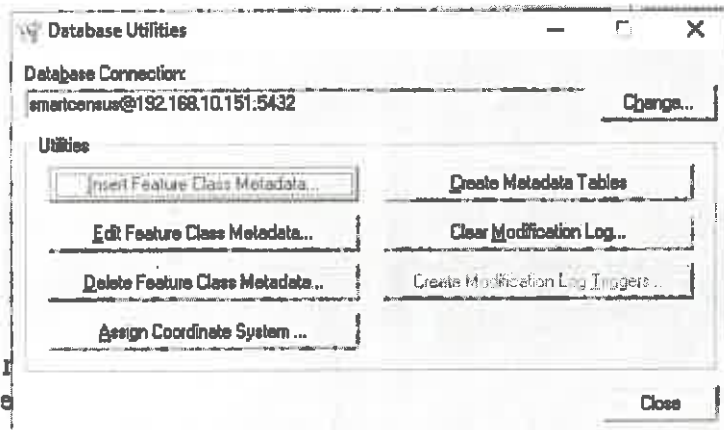 Database Utilities
Database Connection:
smartcensus@192.168.10.151:5432
Change...
Utilities
Insert Feature Class Metadata...
Create Metadata Tables
Edit Feature Class Metadata...
Clear Modification Log...
Delete Feature Class Metadata...
Create Modification Log Triggers...
Assign Coordinate System ...
Close